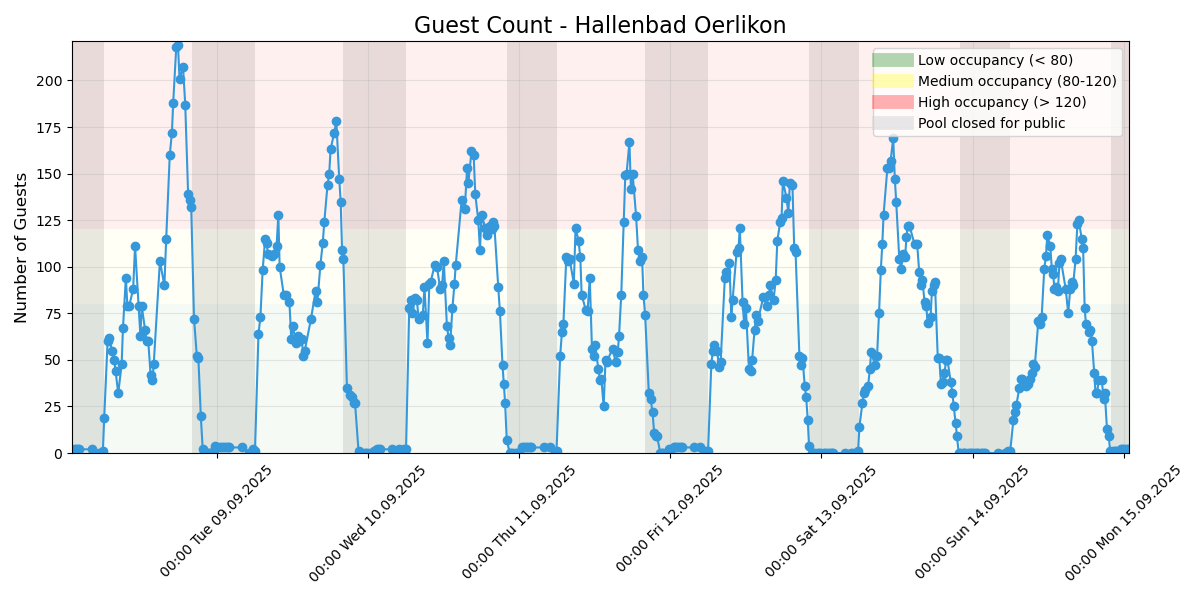 Guest Count - Hallenbad Oerlikon
Low occupancy (< 80)
Medium occupancy (80-120)
High occupancy (> 120)
Pool closed for public
Number of Guests
200
175
150
125
100
75
50
25
0
00:00 Tue 09.09.2025
00:00 Wed 10.09.2025
00:00 Thu 11.09.2025
00:00 Fri 12.09.2025
00:00 Sat 13.09.2025
00:00 Sun 14.09.2025
00:00 Mon 15.09.2025